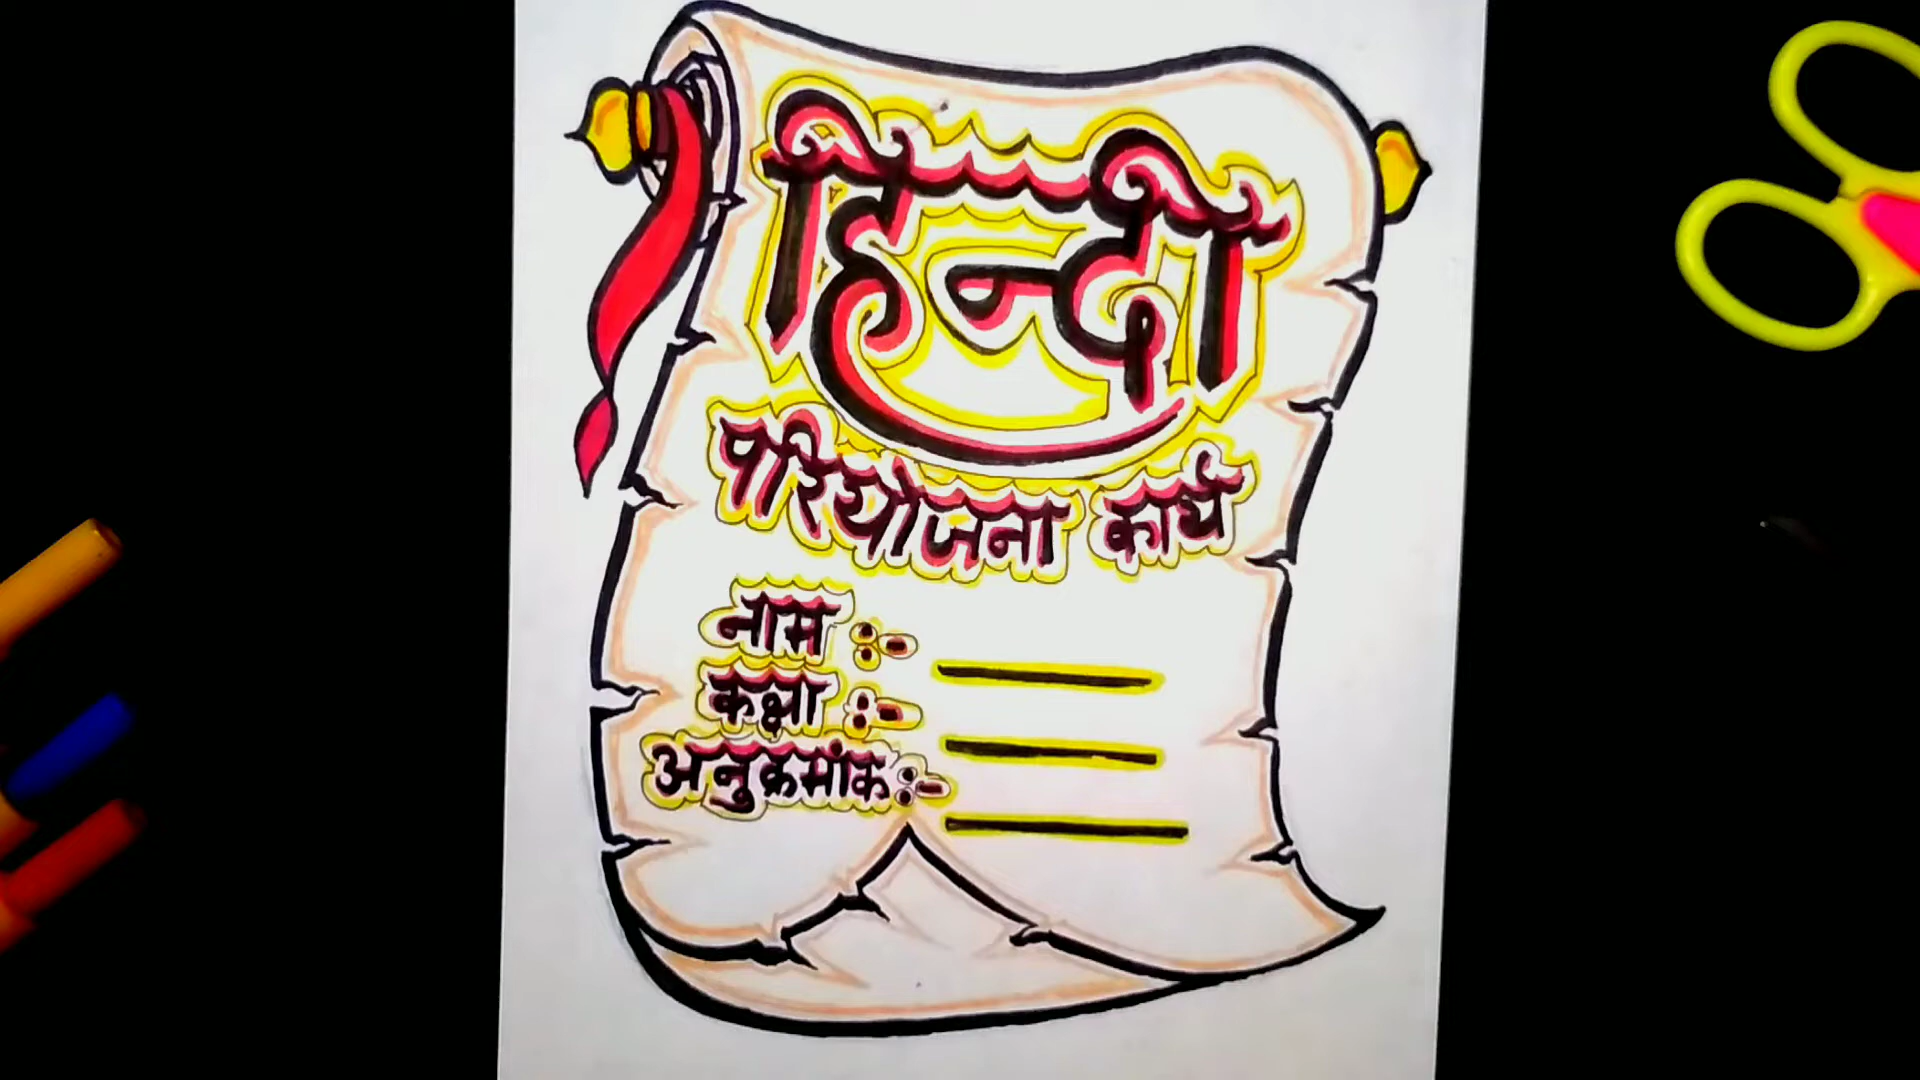 हिन्दी
परियोजना कार्य
नाम :-
कक्षा :-
अनुक्रमांक :-